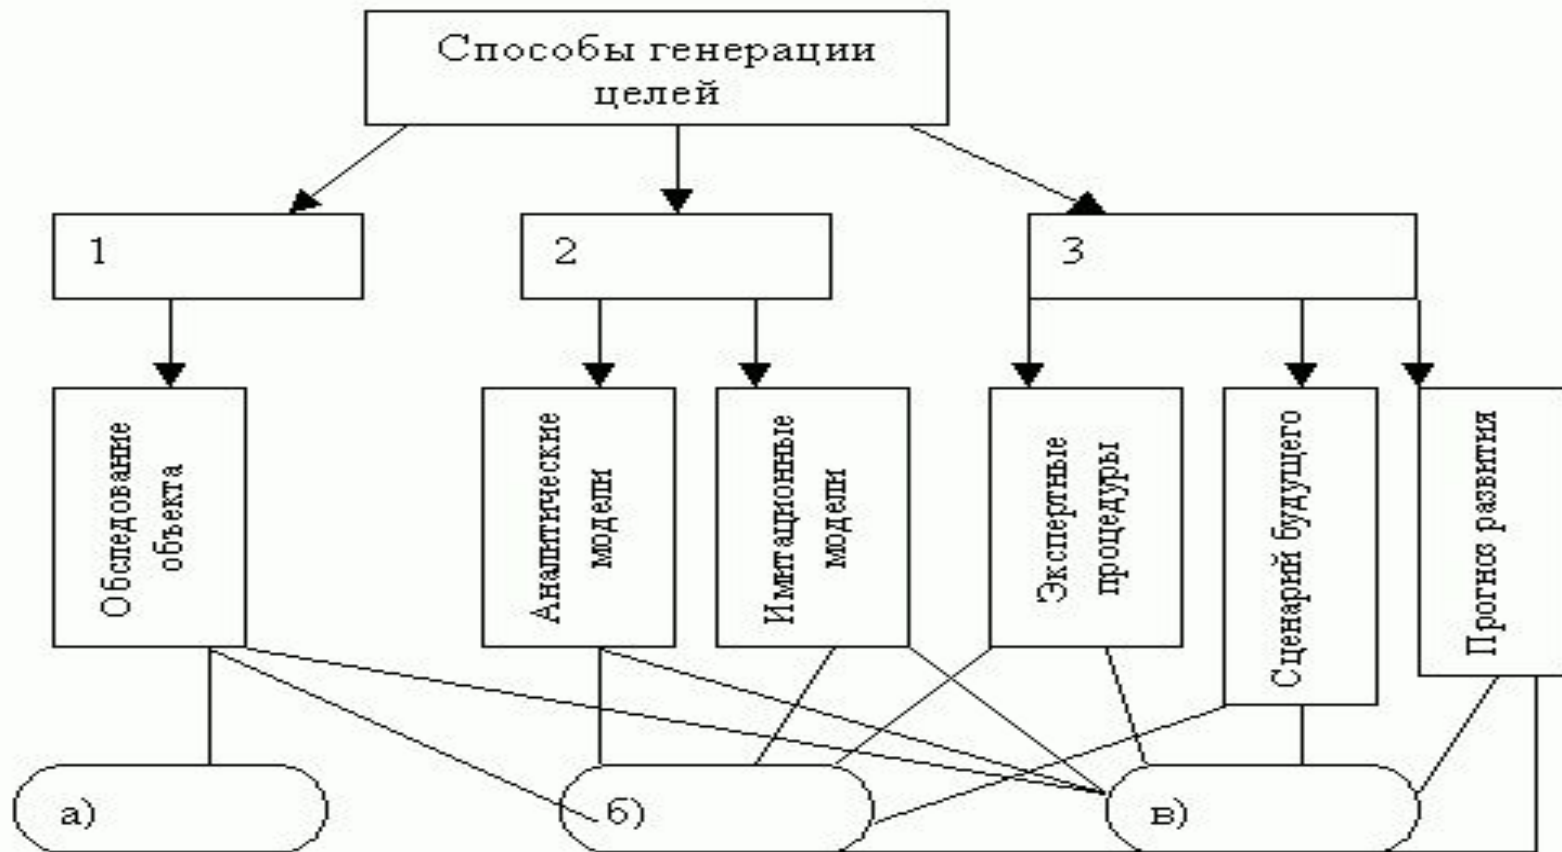 Способы генерации
целей
1
2
3
Обследование
объекта
Аналитические
модели
Имитационные
модели
Экспертные
процедуры
Сценарий будущего
Прогноз развития
а)
б)
в)